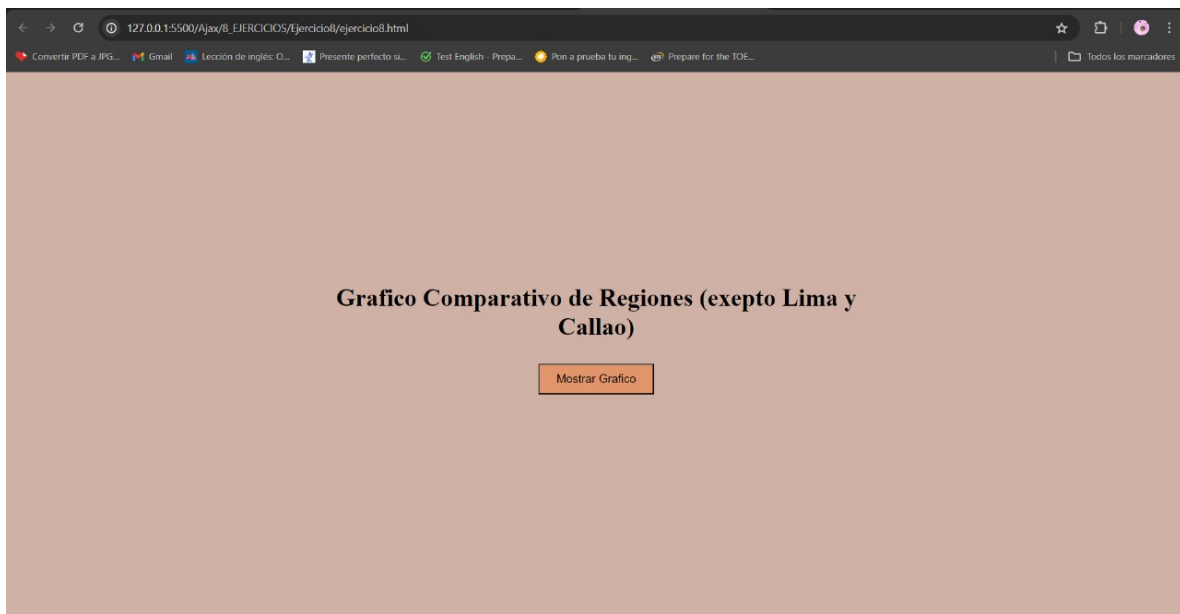 127.0.0.1:5500/Ajax/8_EJERCICIOS/Ejercicio8/ejercicio8.html
Convertir PDF a JPG... Gmail Lección de inglés: O... Presente perfecto si... Test English - Prepa... Pon a prueba tu ing... Prepare for the TOE... Todos los marcadores
Grafico Comparativo de Regiones (exepto Lima y
Callao)
Mostrar Grafico